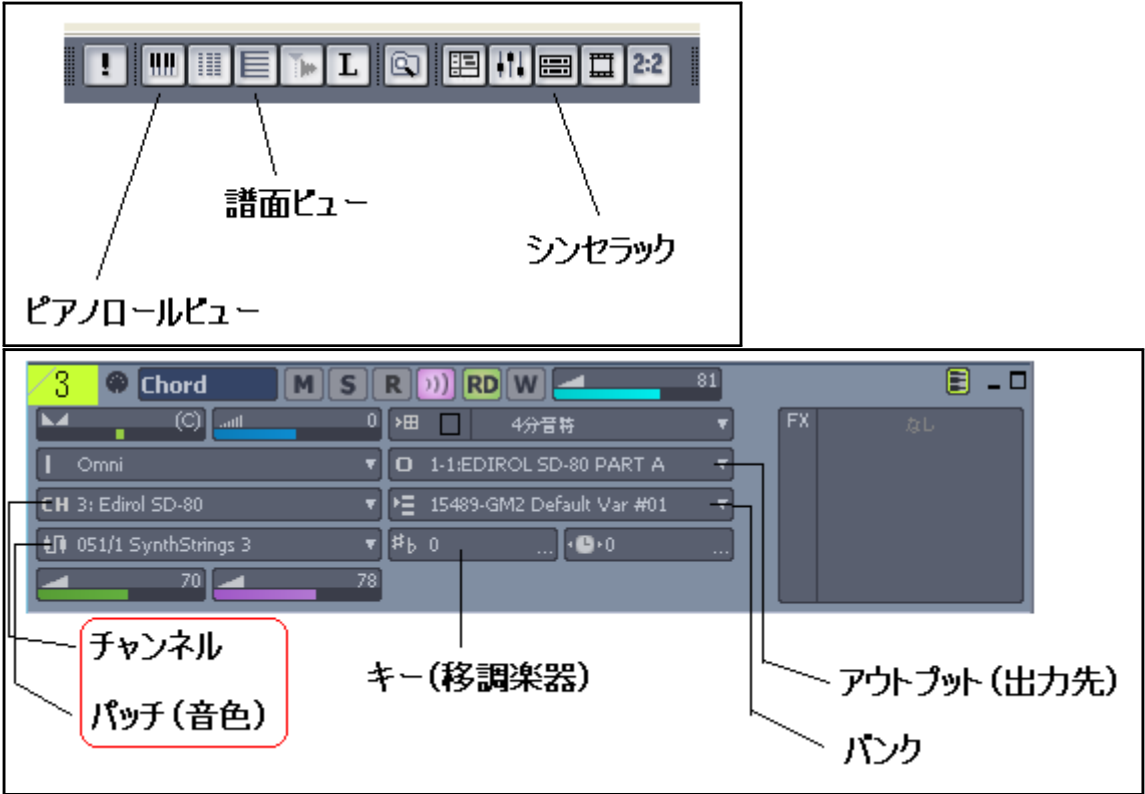 ! L 2:2
譜面ビュー
シンセラック
ピアノロールビュー
3 Chord M S R RD W 81
(C) 0 4分音符 FX なし
Omni O 1-1:EDIROL SD-80 PART A
CH 3: Edirol SD-80 15489-GM2 Default Var #01
051/1 SynthStrings 3 #b 0 ... 0 ...
70 78
チャンネル
キー(移調楽器)
アウトプット(出力先)
パッチ(音色)
バンク